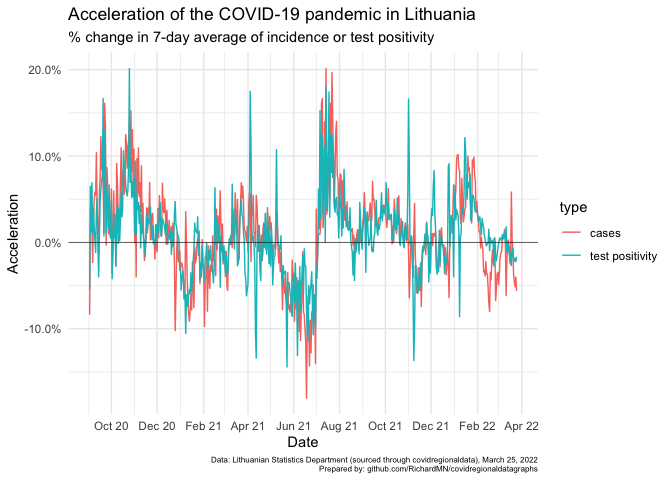 Acceleration of the COVID-19 pandemic in Lithuania
% change in 7-day average of incidence or test positivity
20.0%
10.0%
0.0%
-10.0%
Acceleration
Oct 20 Dec 20 Feb 21 Apr 21 Jun 21 Aug 21 Oct 21 Dec 21 Feb 22 Apr 22
Date
type
cases
test positivity
Data: Lithuanian Statistics Department (sourced through covidregionaldata), March 25, 2022
Prepared by: github.com/RichardMN/covidregionaldatagraphs